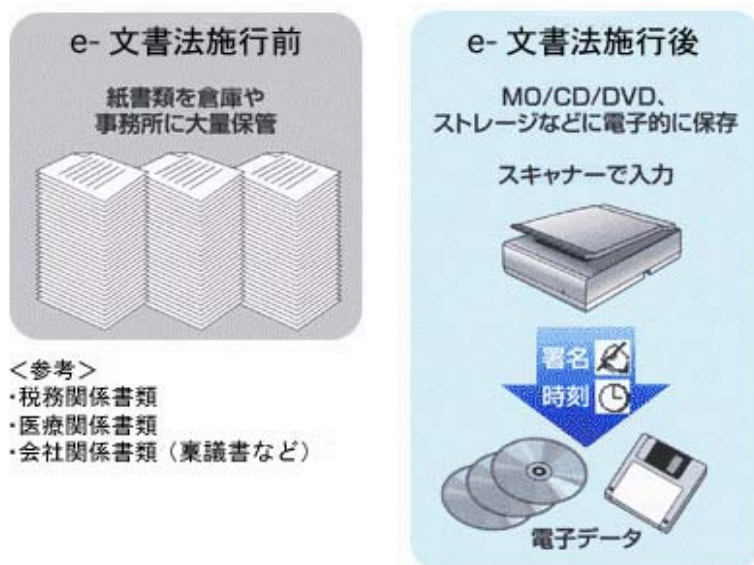 e- 文書法施行前
紙書類を倉庫や
事務所に大量保管
＜参考＞
・税務関係書類
・医療関係書類
・会社関係書類（稟議書など）
e- 文書法施行後
MO/CD/DVD、
ストレージなどに電子的に保存
スキャナーで入力
署名
時刻
電子データ